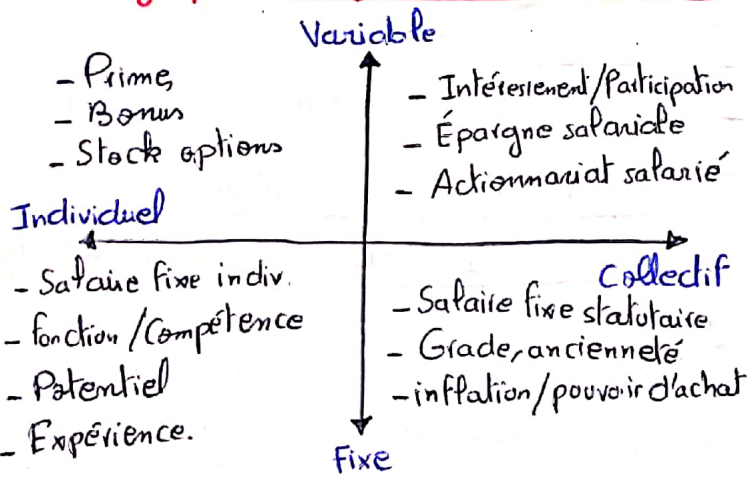 Variable
- Prime,
- Bonus
- Stock options
- Intéressement/Participation
- Épargne salariale
- Actionnariat salarié
Individuel
Collectif
- Salaire fixe indiv.
- fonction/Compétence
- Potentiel
- Expérience.
- Salaire fixe statutaire
- Grade, ancienneté
- inflation/pouvoir d'achat
Fixe